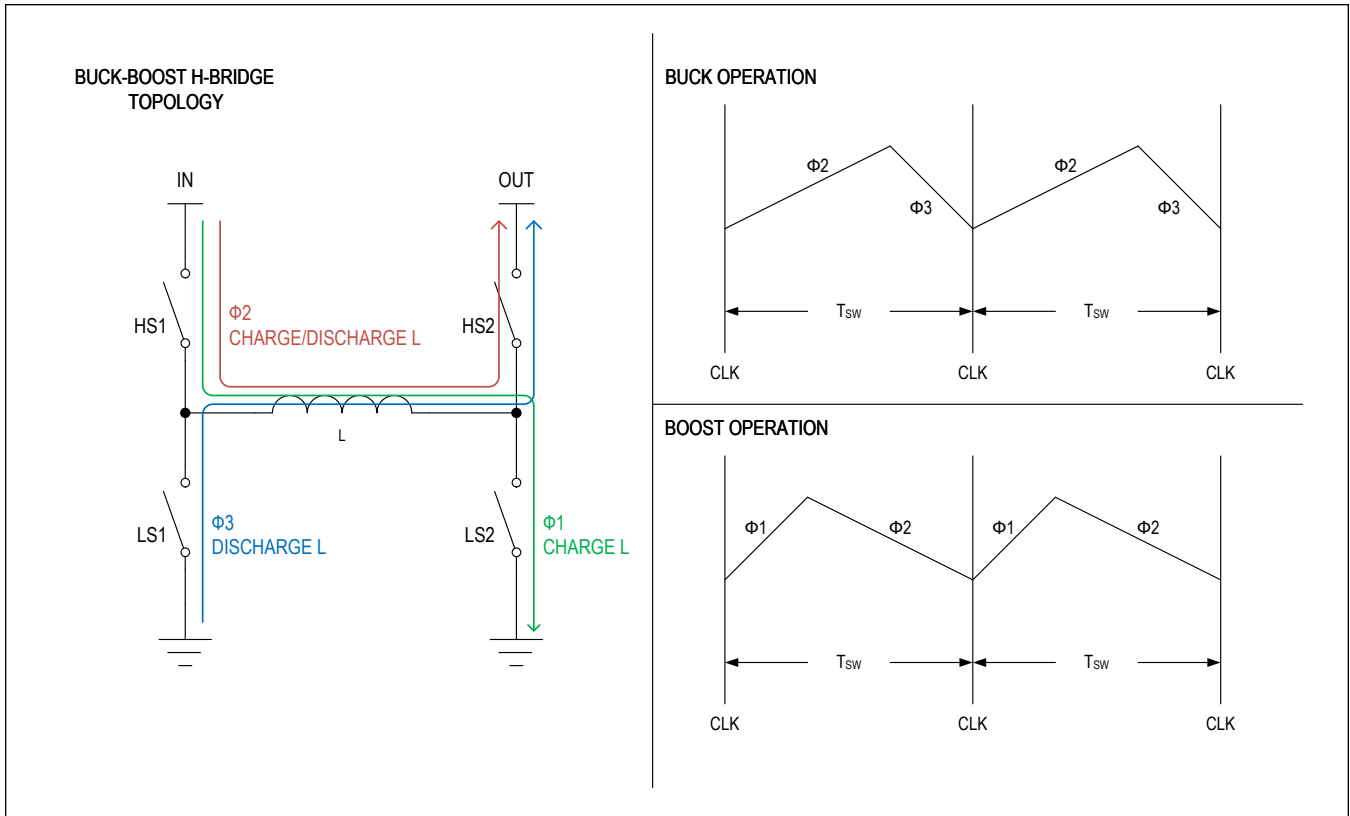 BUCK-BOOST H-BRIDGE
TOPOLOGY
IN
OUT
HS1
Φ2
CHARGE/DISCHARGE L
HS2
L
LS1
Φ3
DISCHARGE L
LS2
Φ1
CHARGE L
BUCK OPERATION
Φ2
Φ3
Φ2
Φ3
TSW
TSW
CLK
CLK
CLK
BOOST OPERATION
Φ1
Φ2
Φ1
Φ2
TSW
TSW
CLK
CLK
CLK